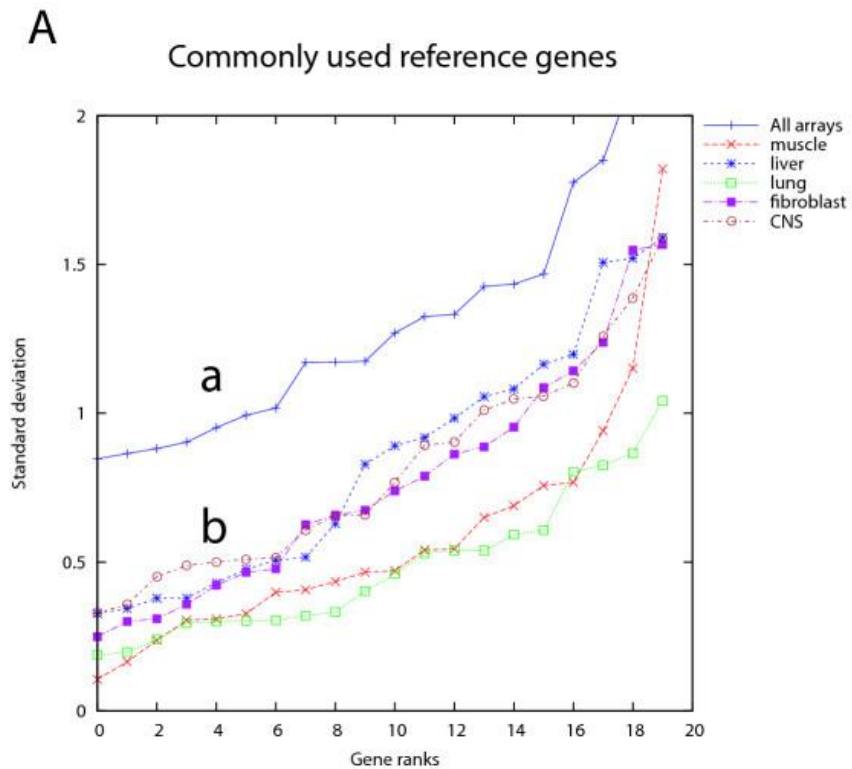 A
Commonly used reference genes
2
1.5
1
0.5
0
Standard deviation
a
b
0 2 4 6 8 10 12 14 16 18 20
Gene ranks
All arrays
muscle
liver
lung
fibroblast
CNS